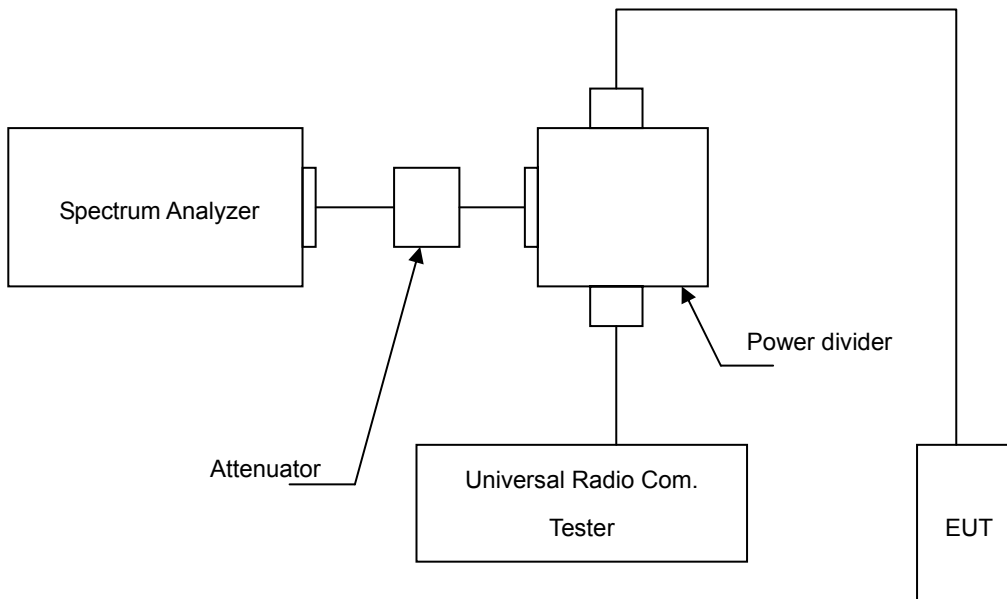 Spectrum Analyzer
Power divider
Attenuator
Universal Radio Com.
Tester
EUT